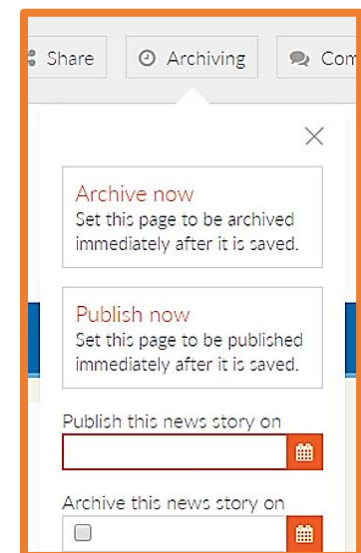 Share Archiving Com
Archive now
Set this page to be archived
immediately after it is saved.
Publish now
Set this page to be published
immediately after it is saved.
Publish this news story on
Archive this news story on